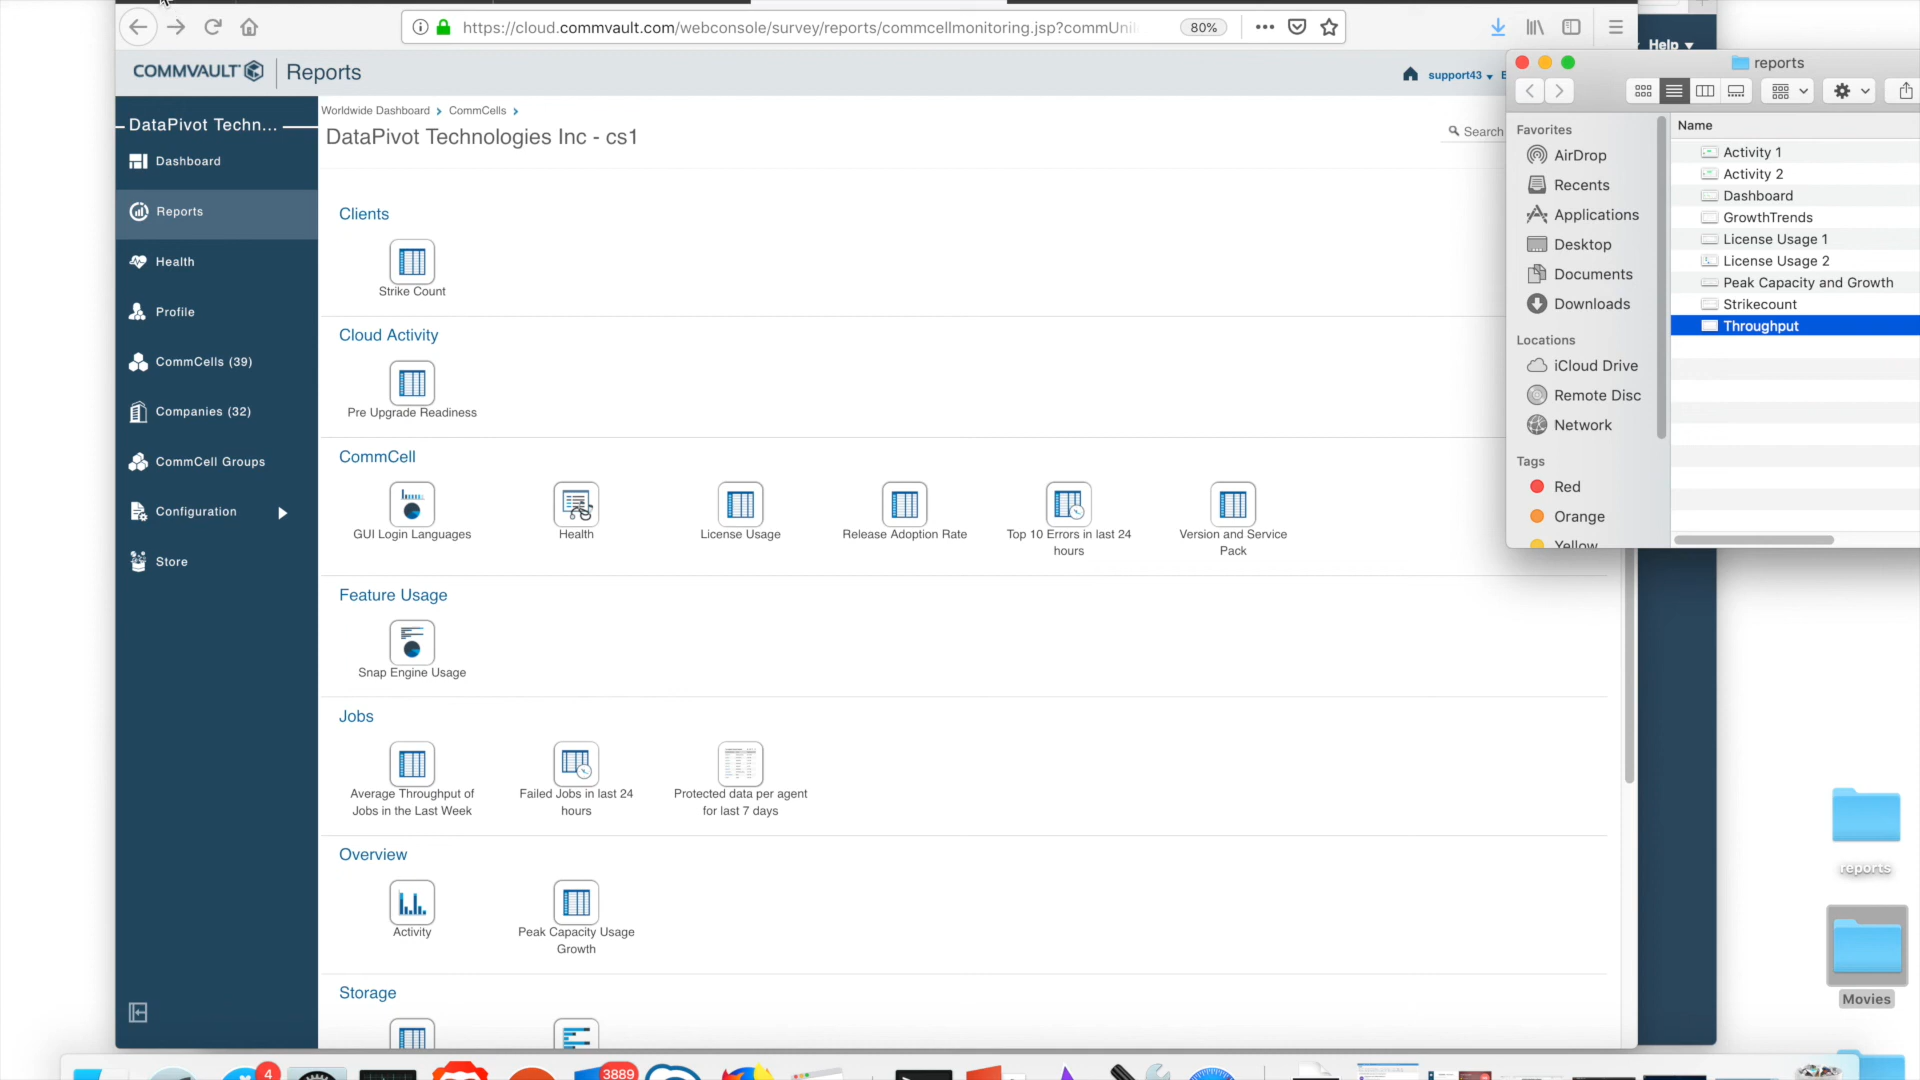 https://cloud.commvault.com/webconsole/survey/reports/commcellmonitoring.jsp?commUni
80%
Help
COMMVAULT
Reports
support43
reports
DataPivot Techn...
Dashboard
Reports
Health
Profile
CommCells (39)
Companies (32)
CommCell Groups
Configuration
Store
Worldwide Dashboard
CommCells
DataPivot Technologies Inc - cs1
Search
Clients
Strike Count
Cloud Activity
Pre Upgrade Readiness
CommCell
GUI Login Languages
Health
License Usage
Release Adoption Rate
Top 10 Errors in last 24
hours
Version and Service
Pack
Feature Usage
Snap Engine Usage
Jobs
Average Throughput of
Jobs in the Last Week
Failed Jobs in last 24
hours
Protected data per agent
for last 7 days
Overview
Activity
Peak Capacity Usage
Growth
Storage
Favorites
AirDrop
Recents
Applications
Desktop
Documents
Downloads
Locations
iCloud Drive
Remote Disc
Network
Tags
Red
Orange
Yellow
Name
Activity 1
Activity 2
Dashboard
GrowthTrends
License Usage 1
License Usage 2
Peak Capacity and Growth
Strikecount
Throughput
reports
Movies
4
3889